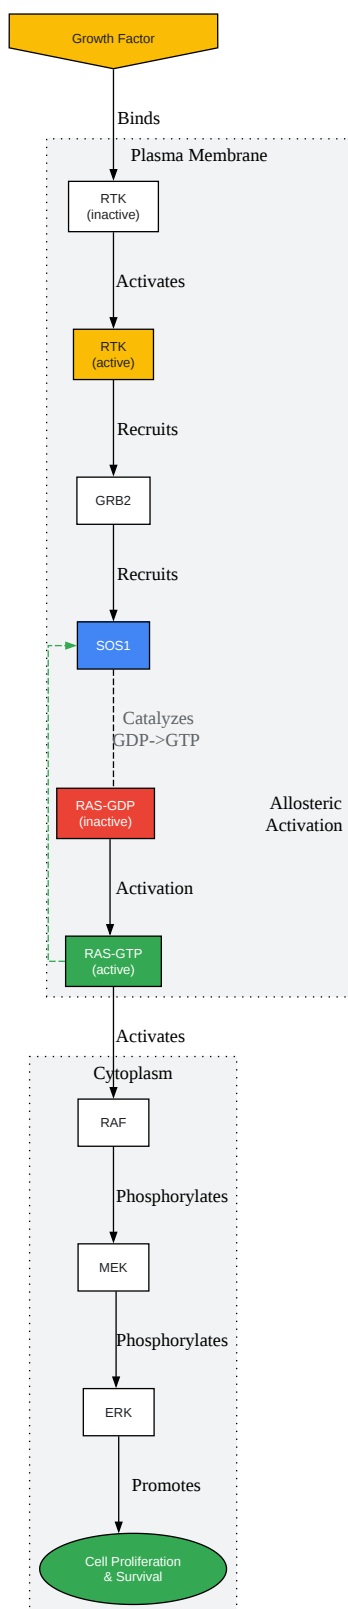 Growth Factor
Binds
Plasma Membrane
RTK
(inactive)
Activates
RTK
(active)
Recruits
GRB2
Recruits
SOS1
Catalyzes
GDP->GTP
RAS-GDP
(inactive)
Allosteric
Activation
Activation
RAS-GTP
(active)
Activates
Cytoplasm
RAF
Phosphorylates
MEK
Phosphorylates
ERK
Promotes
Cell Proliferation
& Survival